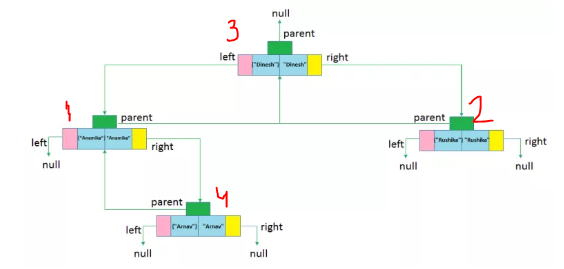 null
3
parent
left ["Dinesh"] "Dinesh" right
1
2
parent
parent
left ["Anamika"] "Anamika" right
left ["Rushika" "Rushika" right
null
null
null
parent
4
left ["Arnav"] "Arnav" right
null
null